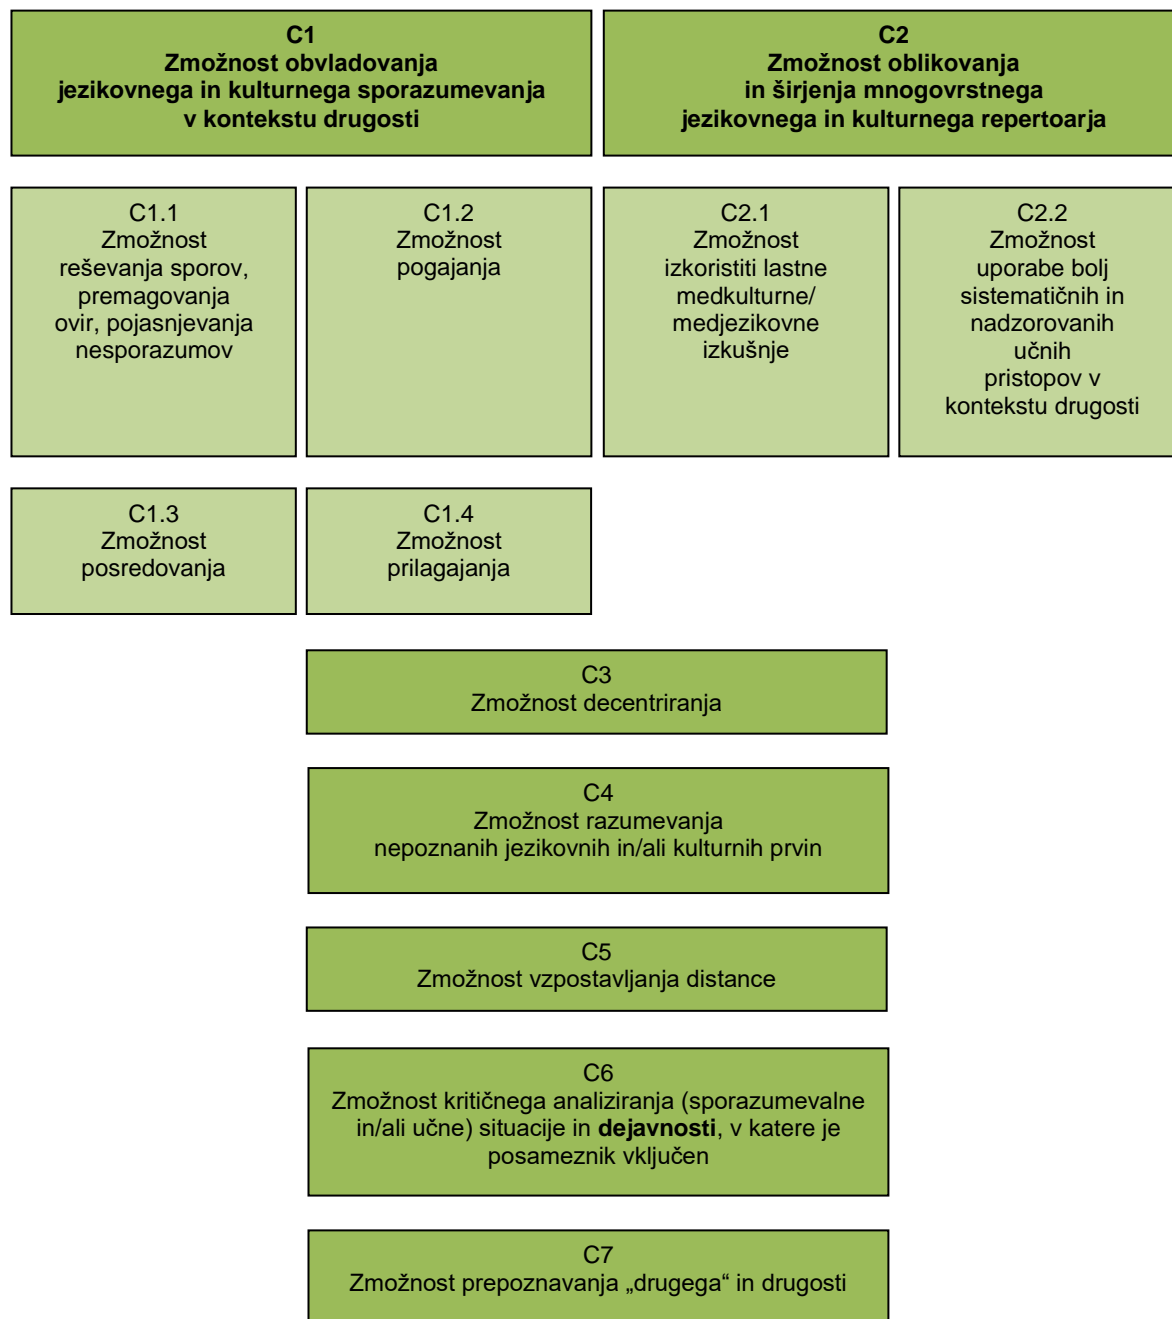 C1
Zmožnost obvladovanja
jezikovnega in kulturnega sporazumevanja
v kontekstu drugosti
C2
Zmožnost oblikovanja
in širjenja mnogovrstnega
jezikovnega in kulturnega repertoarja
C1.1
Zmožnost
reševanja sporov,
premagovanja
ovir, pojasnjevanja
nesporazumov
C1.2
Zmožnost
pogajanja
C2.1
Zmožnost
izkoristiti lastne
medkulturne/
medjezikovne
izkušnje
C2.2
Zmožnost
uporabe bolj
sistematičnih in
nadzorovanih
učnih
pristopov v
kontekstu drugosti
C1.3
Zmožnost
posredovanja
C1.4
Zmožnost
prilagajanja
C3
Zmožnost decentriranja
C4
Zmožnost razumevanja
nepoznanih jezikovnih in/ali kulturnih prvin
C5
Zmožnost vzpostavljanja distance
C6
Zmožnost kritičnega analiziranja (sporazumevalne
in/ali učne) situacije in dejavnosti, v katere je
posameznik vključen
C7
Zmožnost prepoznavanja „drugega“ in drugosti